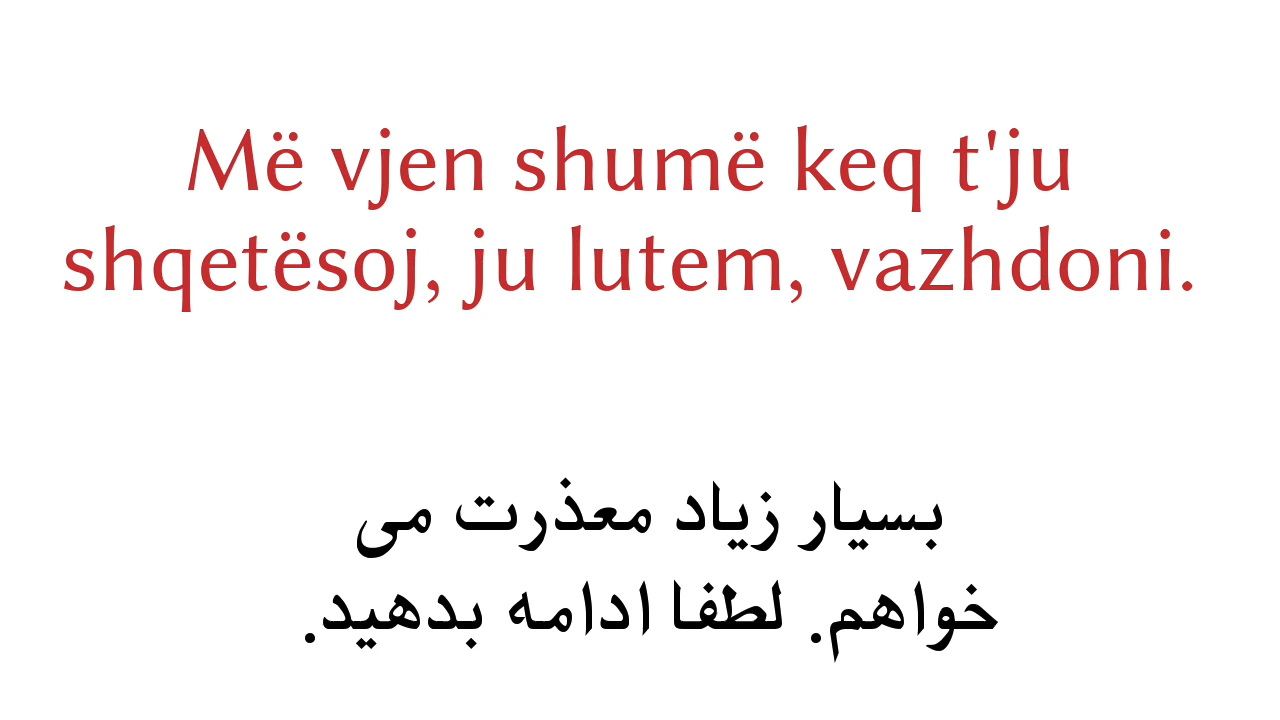 Më vjen shumë keq t'ju
shqetësoj, ju lutem, vazhdoni.
بسیار زیاد معذرت می
خواهم. لطفا ادامه بدهید.